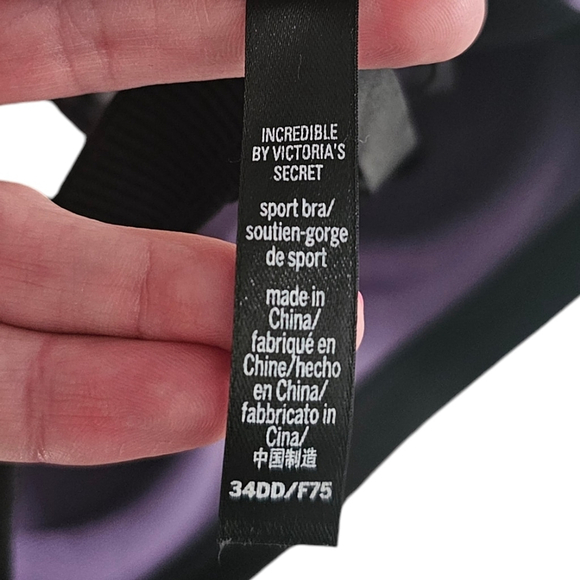 INCREDIBLE
BY VICTORIA'S
SECRET
sport bra/
soutien-gorge
de sport
made in
China/
fabriqué en
Chine/hecho
en China/
fabbricato in
Cina/
中国制造
34DD/F75